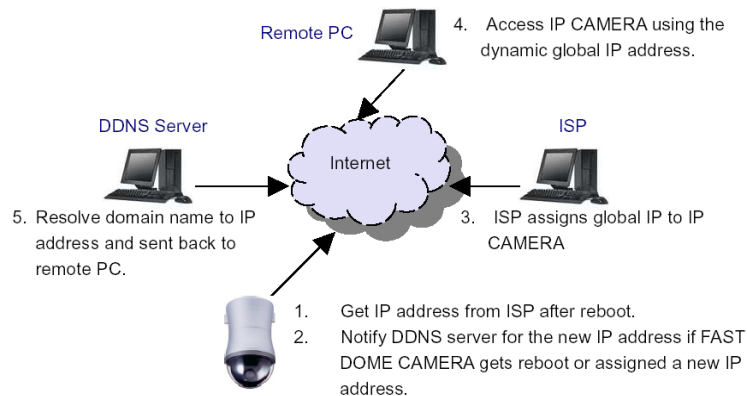 Remote PC
4. Access IP CAMERA using the
dynamic global IP address.
DDNS Server
ISP
Internet
5. Resolve domain name to IP
address and sent back to
remote PC.
3. ISP assigns global IP to IP
CAMERA
1. Get IP address from ISP after reboot.
2. Notify DDNS server for the new IP address if FAST
DOME CAMERA gets reboot or assigned a new IP
address.